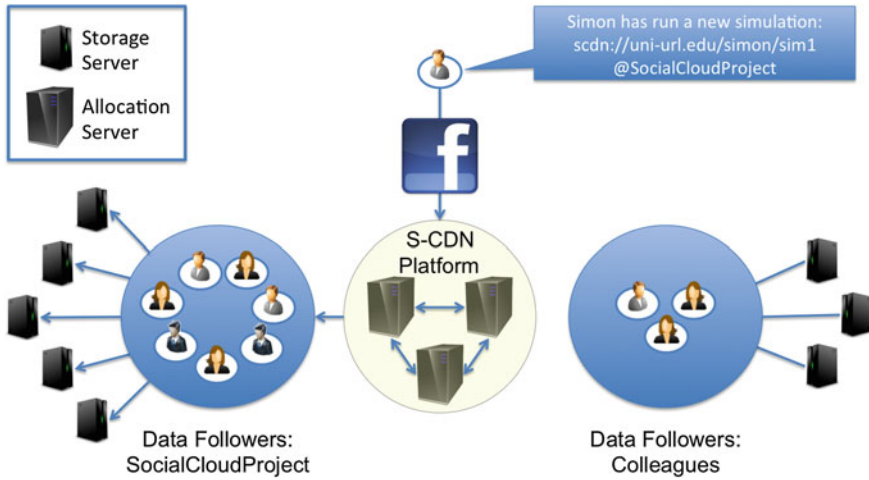 Storage
Server
Allocation
Server
Simon has run a new simulation:
scdn://uni-url.edu/simon/sim1
@SocialCloudProject
f
S-CDN
Platform
Data Followers:
SocialCloudProject
Data Followers:
Colleagues